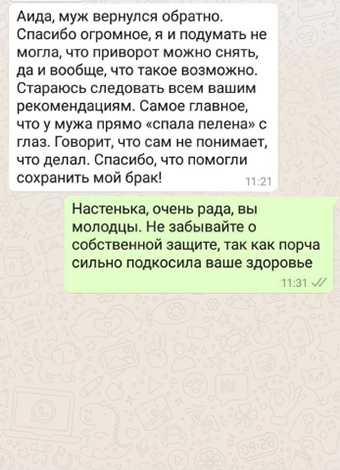 Аида, муж вернулся обратно.
Спасибо огромное, я и подумать не
могла, что приворот можно снять,
да и вообще, что такое возможно.
Стараюсь следовать всем вашим
рекомендациям. Самое главное,
что у мужа прямо «спала пелена» с
глаз. Говорит, что сам не понимает,
что делал. Спасибо, что помогли
сохранить мой брак!
11:21
Настенька, очень рада, вы
молодцы. Не забывайте о
собственной защите, так как порча
сильно подкосила ваше здоровье
11:31